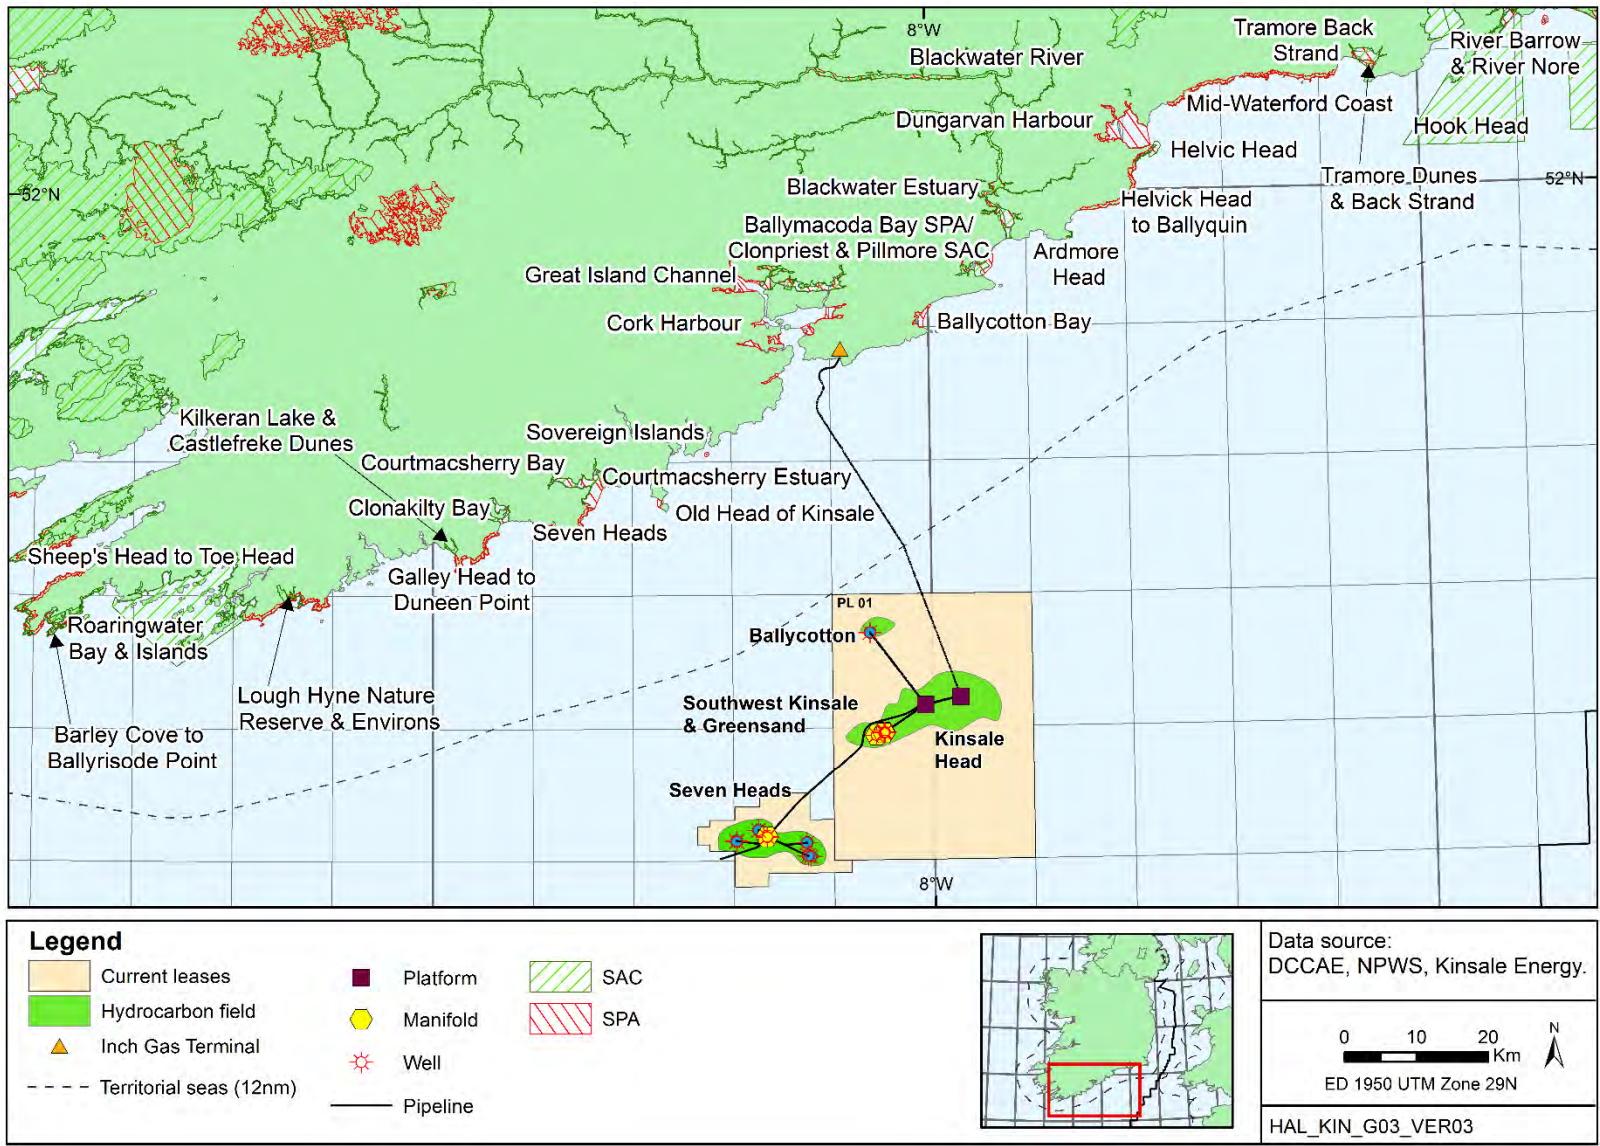 8°W
Tramore Back
Strand
River Barrow
& River Nore
Blackwater River
Mid-Waterford Coast
Dungarvan Harbour
Hook Head
Helvic Head
52°N
52°N
Blackwater Estuary
Tramore Dunes
& Back Strand
Helvick Head
to Ballyquin
Ballymacoda Bay SPA/
Clonpriest & Pillmore SAC
Ardmore
Head
Great Island Channel
Cork Harbour
Ballycotton Bay
Kilkeran Lake &
Castlefreke Dunes
Sovereign Islands
Courtmacsherry Bay
Courtmacsherry Estuary
Clonakilty Bay
Old Head of Kinsale
Seven Heads
Sheep's Head to Toe Head
Galley Head to
Duneen Point
PL 01
Roaringwater
Bay & Islands
Ballycotton
Lough Hyne Nature
Reserve & Environs
Southwest Kinsale
& Greensand
Barley Cove to
Ballyrisode Point
Kinsale
Head
Seven Heads
8°W
Legend
Current leases
Hydrocarbon field
Inch Gas Terminal
Territorial seas (12nm)
Platform
Manifold
Well
Pipeline
SAC
SPA
Data source:
DCCAE, NPWS, Kinsale Energy.
0 10 20
Km
N
ED 1950 UTM Zone 29N
HAL_KIN_G03_VER03